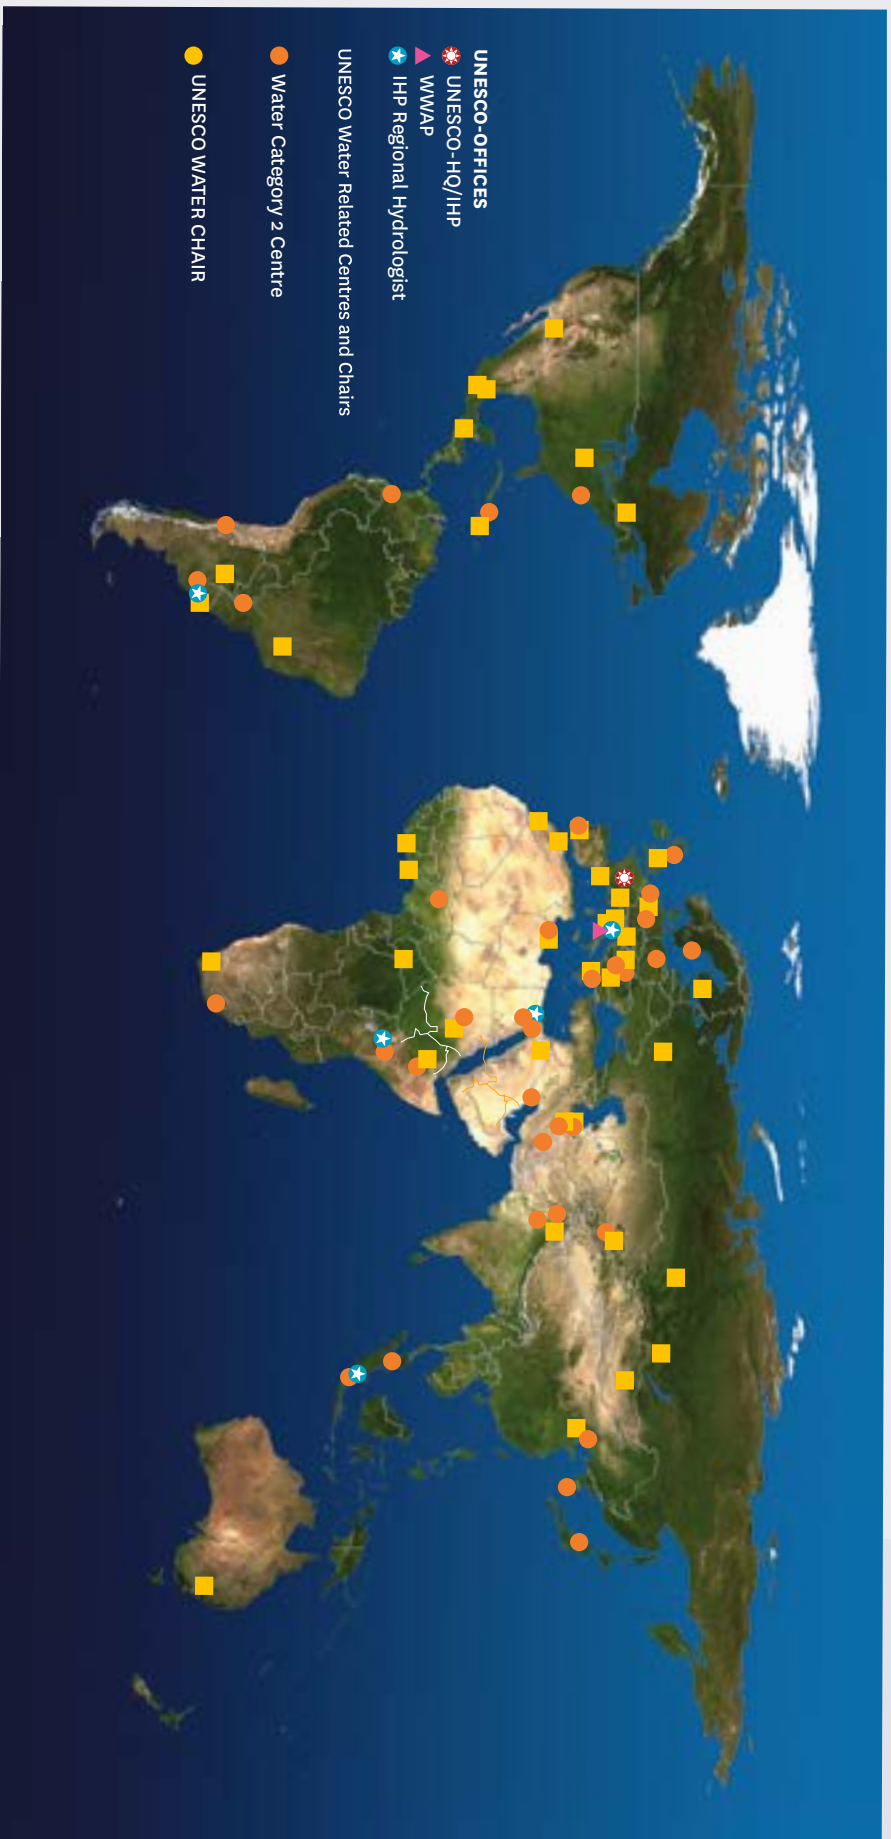 UNESCO-OFFICES
UNESCO-HQ/IHP
WWAP
IHP Regional Hydrologist
UNESCO Water Related Centres and Chairs
Water Category 2 Centre
UNESCO WATER CHAIR